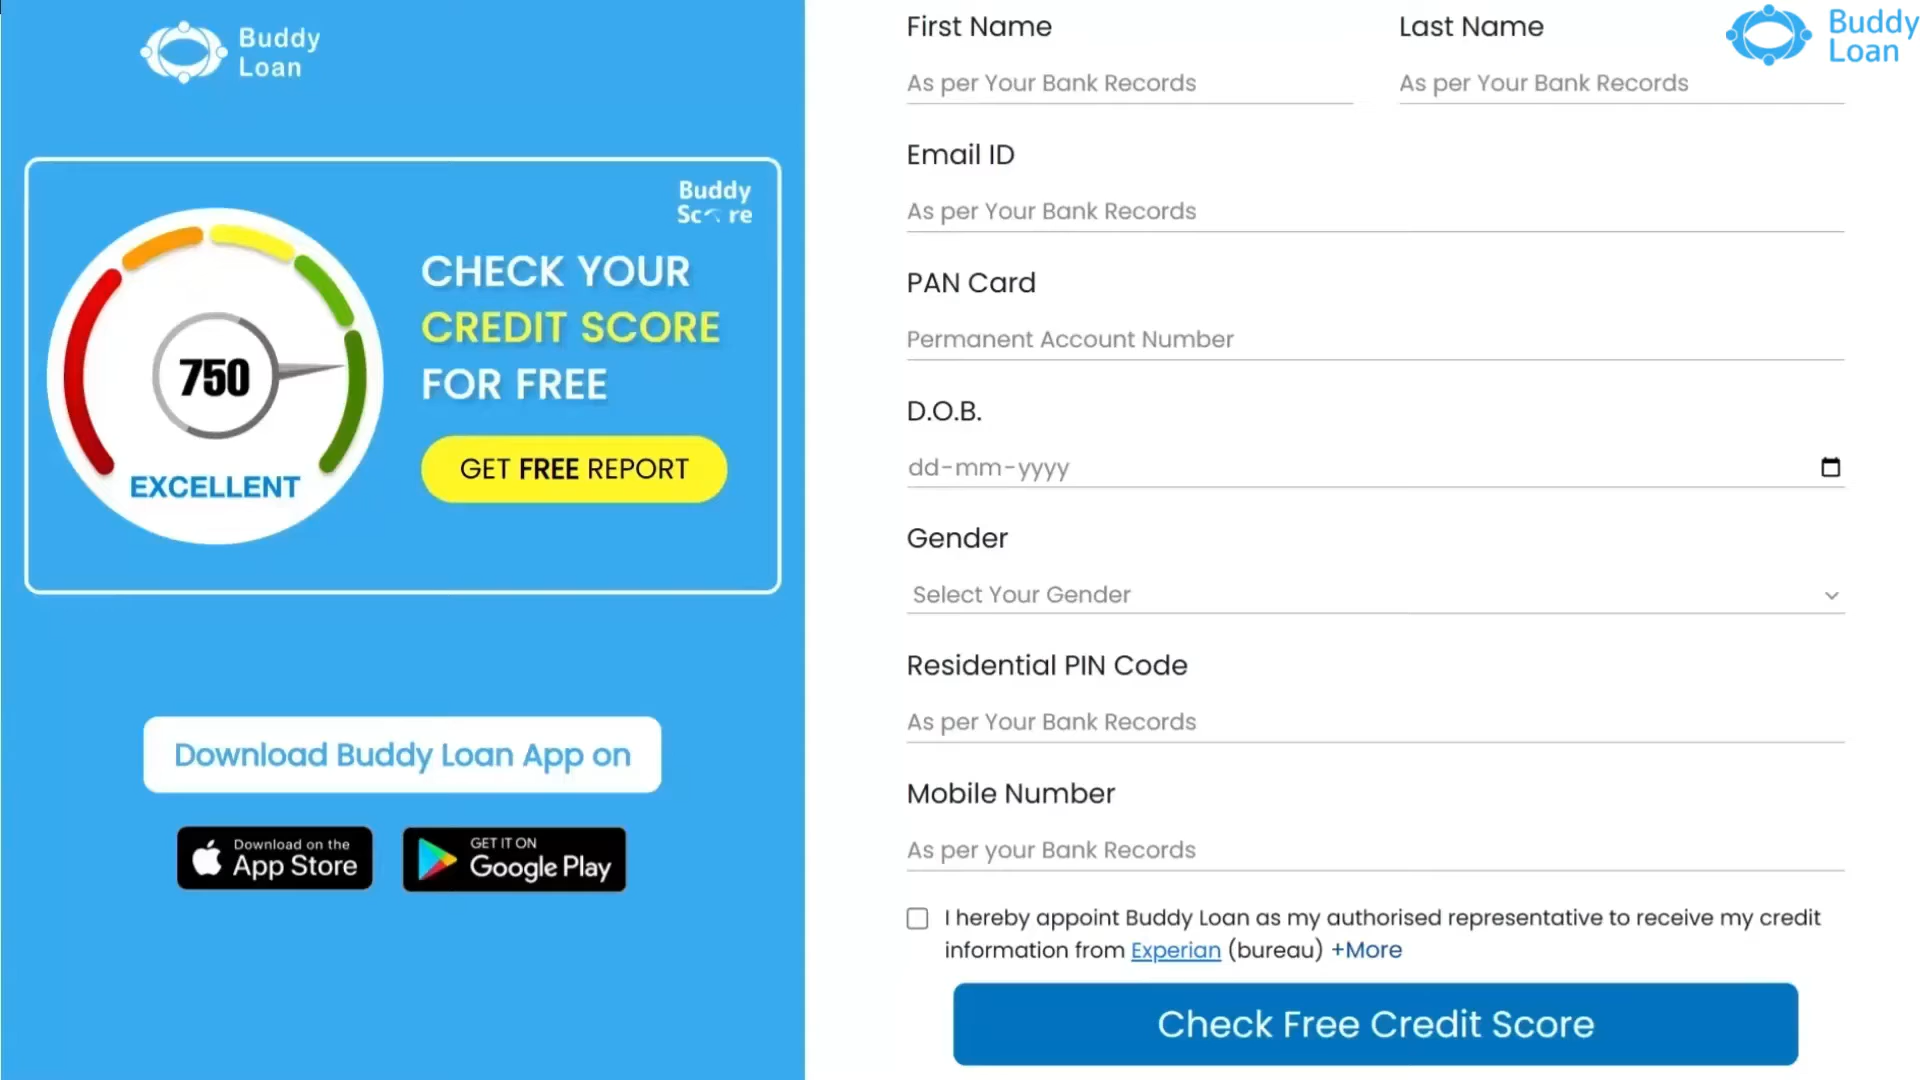 Buddy
Loan
Buddy
Score
750
EXCELLENT
CHECK YOUR
CREDIT SCORE
FOR FREE
GET FREE REPORT
Download Buddy Loan App on
Download on the
App Store
GET IT ON
Google Play
Buddy
Loan
First Name
As per Your Bank Records
Last Name
As per Your Bank Records
Email ID
As per Your Bank Records
PAN Card
Permanent Account Number
D.O.B.
dd-mm-yyyy
Gender
Select Your Gender
Residential PIN Code
As per Your Bank Records
Mobile Number
As per your Bank Records
I hereby appoint Buddy Loan as my authorised representative to receive my credit
information from Experian (bureau) +More
Check Free Credit Score